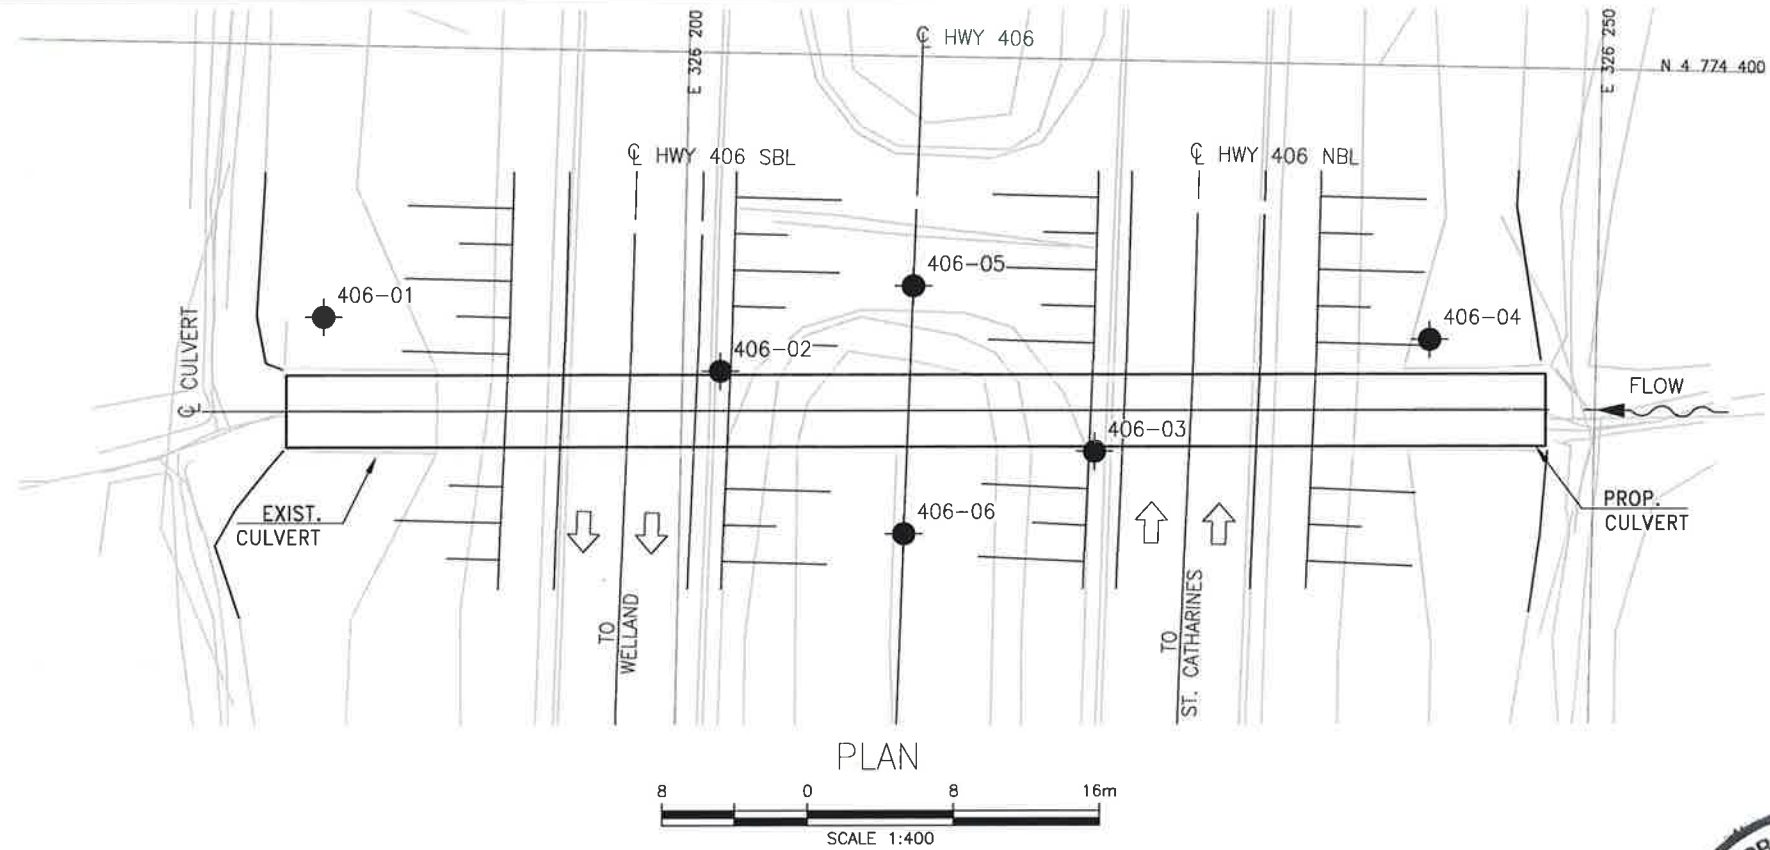 ℄ HWY 406
E 326 200
E 326 250
N 4 774 400
℄ HWY 406 SBL
℄ HWY 406 NBL
406-05
406-01
406-04
406-02
℄ CULVERT
FLOW
406-03
EXIST.
CULVERT
406-06
PROP.
CULVERT
TO
WELLAND
TO
ST. CATHARINES
PLAN
8 0 8 16m
SCALE 1:400